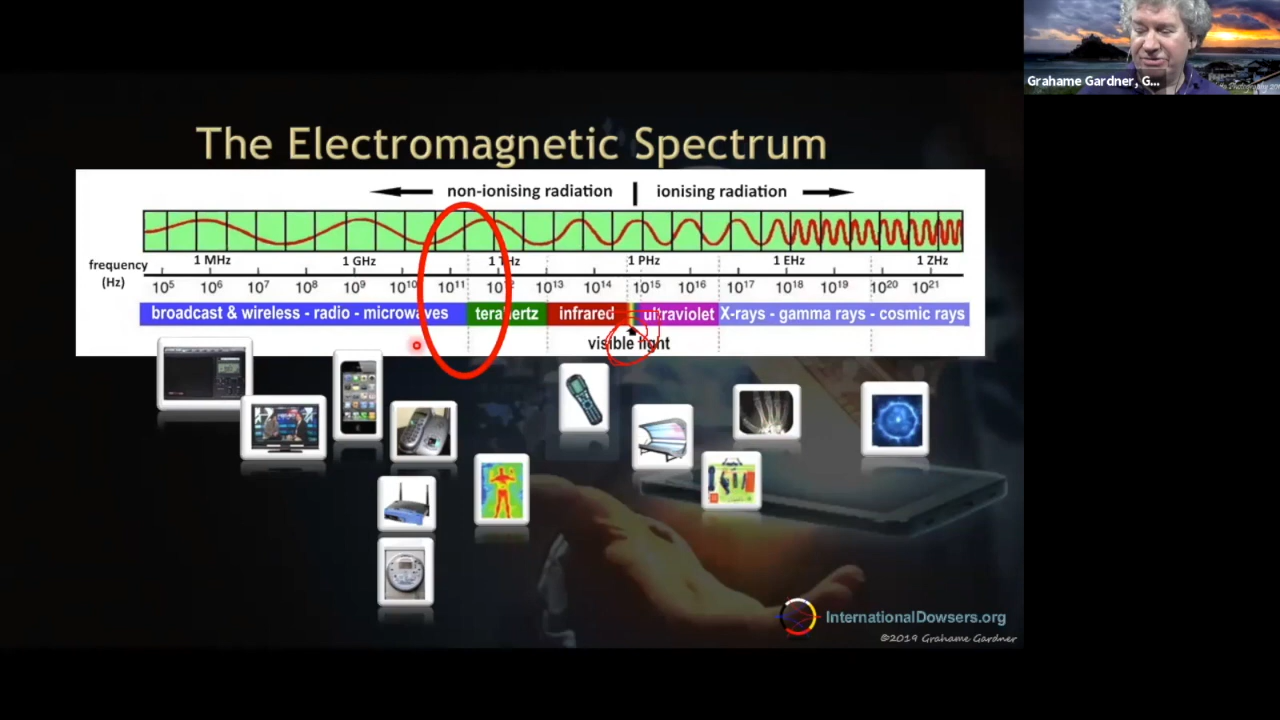 Grahame Gardner, G...
The Electromagnetic Spectrum
non-ionising radiation
ionising radiation
frequency
(Hz)
1 MHz
1 GHz
1 THz
1 PHz
1 EHz
1 ZHz
10⁵ 10⁶ 10⁷ 10⁸ 10⁹ 10¹⁰ 10¹¹ 10¹² 10¹³ 10¹⁴ 10¹⁵ 10¹⁶ 10¹⁷ 10¹⁸ 10¹⁹ 10²⁰ 10²¹
broadcast & wireless - radio - microwaves
terahertz
infrared
ultraviolet
X-rays - gamma rays - cosmic rays
visible light
InternationalDowsers.org
©2019 Grahame Gardner